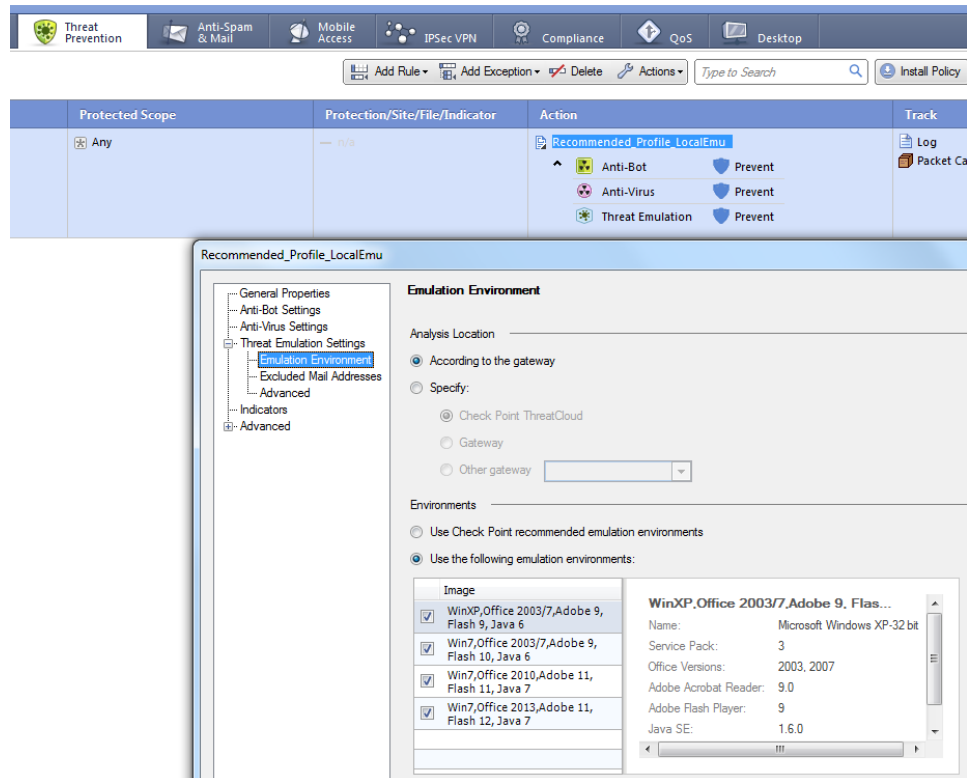 Threat Prevention
Anti-Spam & Mail
Mobile Access
IPSec VPN
Compliance
QoS
Desktop
Add Rule
Add Exception
Delete
Actions
Type to Search
Install Policy
Protected Scope
Protection/Site/File/Indicator
Action
Track
Any
n/a
Recommended_Profile_LocalEmu
Log
Anti-Bot
Prevent
Packet Ca
Anti-Virus
Prevent
Threat Emulation
Prevent
Recommended_Profile_LocalEmu
General Properties
Anti-Bot Settings
Anti-Virus Settings
Threat Emulation Settings
Emulation Environment
Excluded Mail Addresses
Advanced
Indicators
Advanced
Emulation Environment
Analysis Location
According to the gateway
Specify:
Check Point ThreatCloud
Gateway
Other gateway
Environments
Use Check Point recommended emulation environments
Use the following emulation environments:
Image
WinXP,Office 2003/7,Adobe 9,
Flash 9, Java 6
Win7,Office 2003/7,Adobe 9,
Flash 10, Java 6
Win7,Office 2010,Adobe 11,
Flash 11, Java 7
Win7,Office 2013,Adobe 11,
Flash 12, Java 7
WinXP,Office 2003/7,Adobe 9, Flas...
Name: Microsoft Windows XP-32 bit
Service Pack: 3
Office Versions: 2003, 2007
Adobe Acrobat Reader: 9.0
Adobe Flash Player: 9
Java SE: 1.6.0